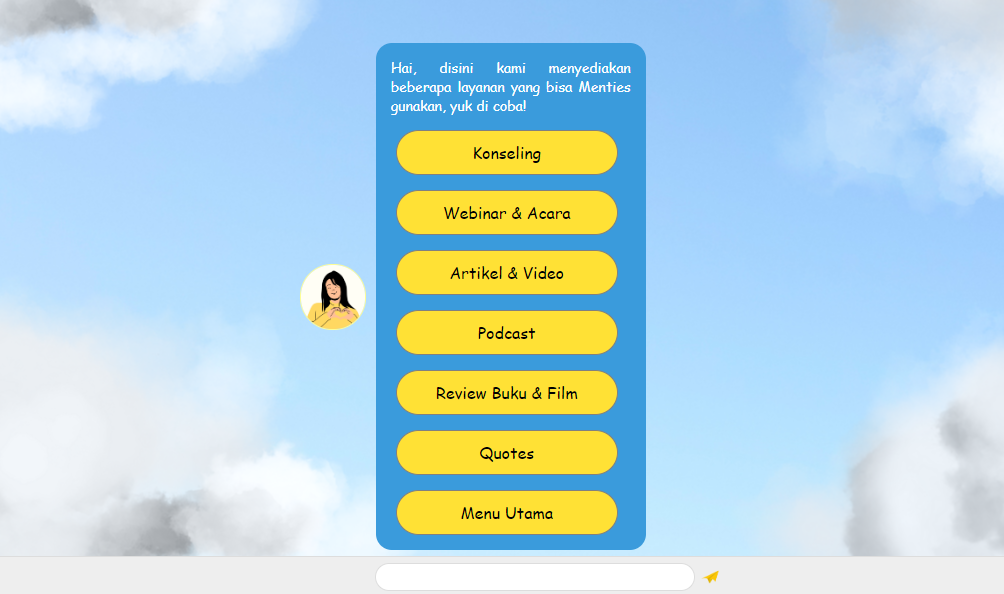 Hai, disini kami menyediakan
beberapa layanan yang bisa Menties
gunakan, yuk di coba!
Konseling
Webinar & Acara
Artikel & Video
Podcast
Review Buku & Film
Quotes
Menu Utama